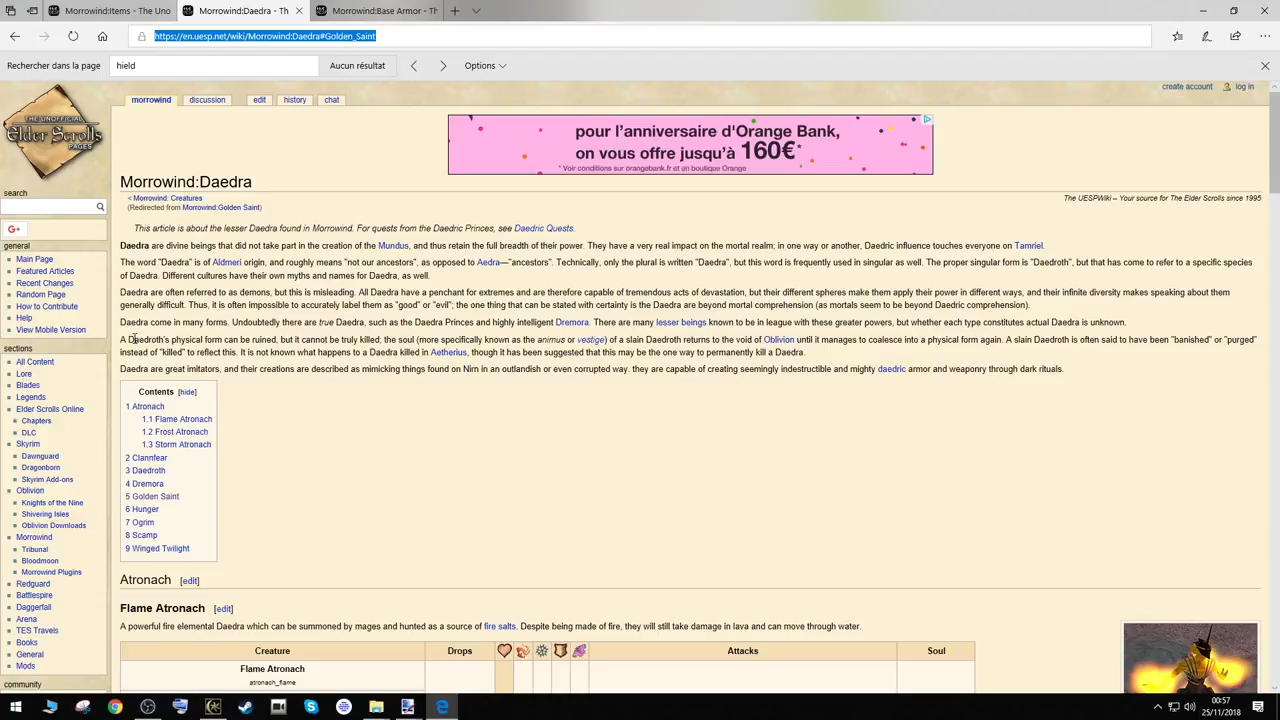 Morrowind:Items - The Uno
Morrowind:Daedra - Th
Morrowind:Base Armor - Th
https://en.uesp.net/wiki/Morrowind:Daedra#Golden_Saint
Rechercher dans la page
hield
Aucun résultat
Options
create account
log in
morrowind
discussion
edit
history
chat
THE UNOFFICIAL
Elder Scrolls
PAGES
pour l'anniversaire d'Orange Bank,
on vous offre jusqu'à 160€*
* Voir conditions sur orangebank.fr et en boutique Orange
search
general
Main Page
Featured Articles
Recent Changes
Random Page
How to Contribute
Help
View Mobile Version
sections
All Content
Lore
Blades
Legends
Elder Scrolls Online
Chapters
DLC
Skyrim
Dawnguard
Dragonborn
Skyrim Add-ons
Oblivion
Knights of the Nine
Shivering Isles
Oblivion Downloads
Morrowind
Tribunal
Bloodmoon
Morrowind Plugins
Redguard
Battlespire
Daggerfall
Arena
TES Travels
Books
General
Mods
community
Morrowind:Daedra
< Morrowind: Creatures
(Redirected from Morrowind:Golden Saint)
The UESPWiki – Your source for The Elder Scrolls since 1995
This article is about the lesser Daedra found in Morrowind. For quests from the Daedric Princes, see Daedric Quests.
Daedra are divine beings that did not take part in the creation of the Mundus, and thus retain the full breadth of their power. They have a very real impact on the mortal realm; in one way or another, Daedric influence touches everyone on Tamriel.
The word "Daedra" is of Aldmeri origin, and roughly means "not our ancestors", as opposed to Aedra—"ancestors". Technically, only the plural is written "Daedra", but this word is frequently used in singular as well. The proper singular form is "Daedroth", but that has come to refer to a specific species
of Daedra. Different cultures have their own myths and names for Daedra, as well.
Daedra are often referred to as demons, but this is misleading. All Daedra have a penchant for extremes and are therefore capable of tremendous acts of devastation, but their different spheres make them apply their power in different ways, and their infinite diversity makes speaking about them
generally difficult. Thus, it is often impossible to accurately label them as "good" or "evil"; the one thing that can be stated with certainty is the Daedra are beyond mortal comprehension (as mortals seem to be beyond Daedric comprehension).
Daedra come in many forms. Undoubtedly there are true Daedra, such as the Daedra Princes and highly intelligent Dremora. There are many lesser beings known to be in league with these greater powers, but whether each type constitutes actual Daedra is unknown.
A Daedroth's physical form can be ruined, but it cannot be truly killed; the soul (more specifically known as the animus or vestige) of a slain Daedroth returns to the void of Oblivion until it manages to coalesce into a physical form again. A slain Daedroth is often said to have been "banished" or "purged"
instead of "killed" to reflect this. It is not known what happens to a Daedra killed in Aetherius, though it has been suggested that this may be the one way to permanently kill a Daedra.
Daedra are great imitators, and their creations are described as mimicking things found on Nirn in an outlandish or even corrupted way. they are capable of creating seemingly indestructible and mighty daedric armor and weaponry through dark rituals.
Contents [hide]
1 Atronach
1.1 Flame Atronach
1.2 Frost Atronach
1.3 Storm Atronach
2 Clannfear
3 Daedroth
4 Dremora
5 Golden Saint
6 Hunger
7 Ogrim
8 Scamp
9 Winged Twilight
Atronach [edit]
Flame Atronach [edit]
A powerful fire elemental Daedra which can be summoned by mages and hunted as a source of fire salts. Despite being made of fire, they will still take damage in lava and can move through water.
Creature
Drops
Attacks
Soul
Flame Atronach
atronach_flame
00:57
25/11/2018